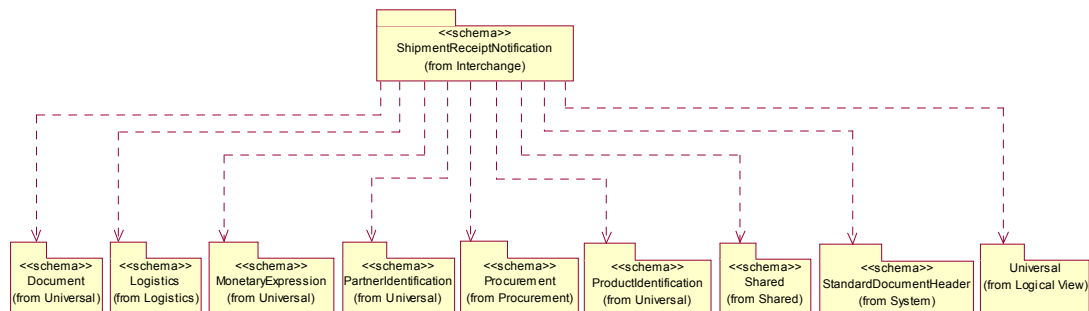 <<schema>>
ShipmentReceiptNotification
(from Interchange)
<<schema>>
Document
(from Universal)
<<schema>>
Logistics
(from Logistics)
<<schema>>
MonetaryExpression
(from Universal)
<<schema>>
PartnerIdentification
(from Universal)
<<schema>>
Procurement
(from Procurement)
<<schema>>
ProductIdentification
(from Universal)
<<schema>>
Shared
(from Shared)
<<schema>>
StandardDocumentHeader
(from System)
Universal
(from Logical View)